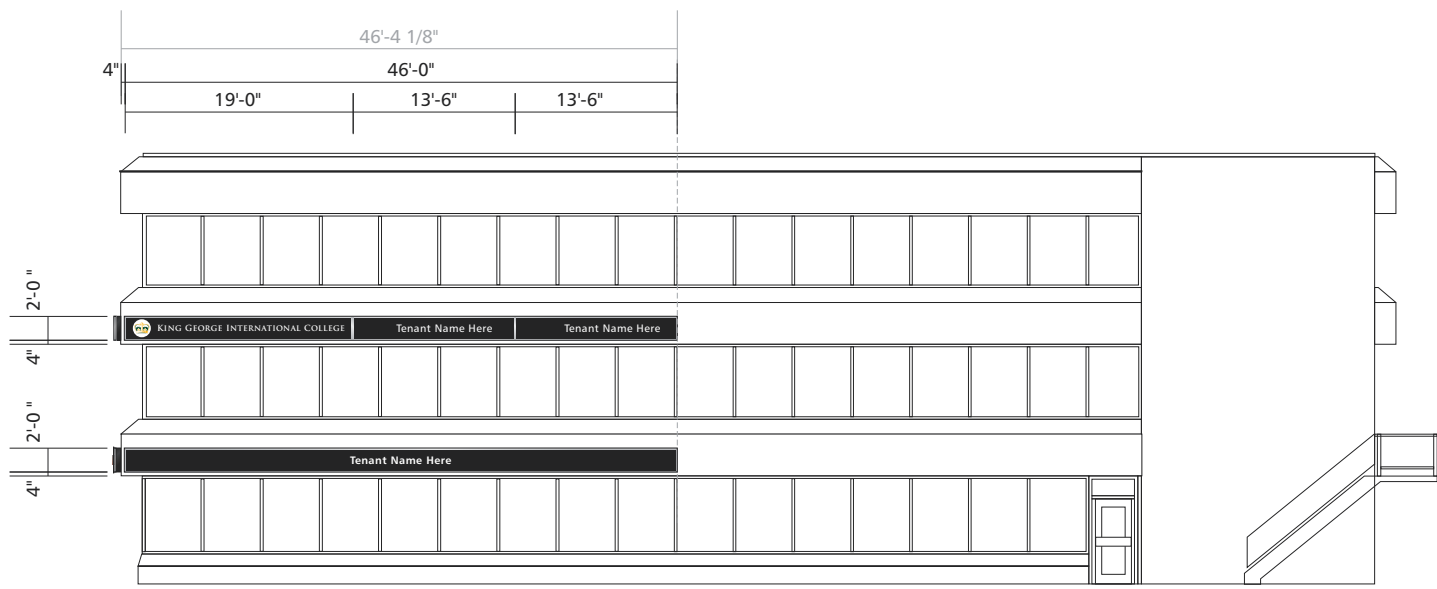 46'-4 1/8"
4"
46'-0"
19'-0"
13'-6"
13'-6"
2'-0 "
4"
KING GEORGE INTERNATIONAL COLLEGE
Tenant Name Here
Tenant Name Here
2'-0 "
4"
Tenant Name Here